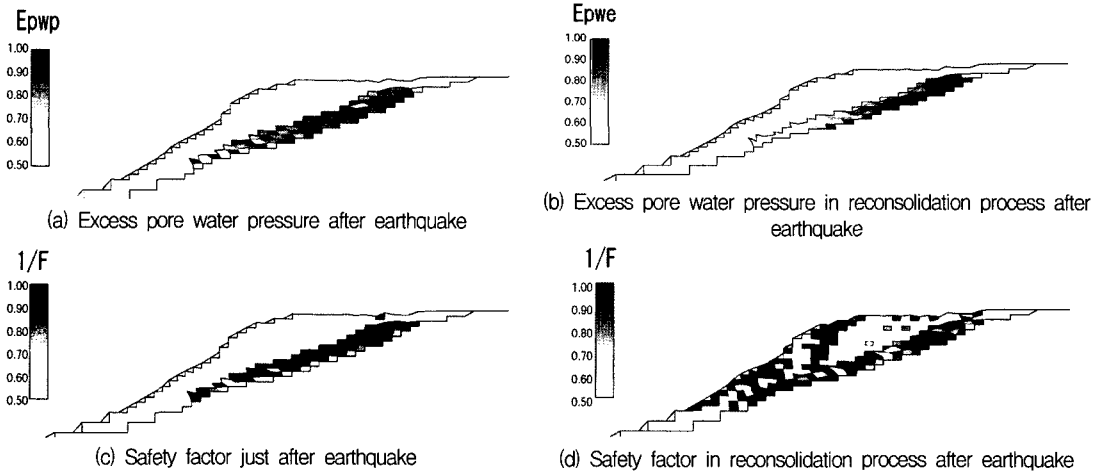 Epwp
1.00
0.90
0.80
0.70
0.60
0.50
(a) Excess pore water pressure after earthquake
Epwe
1.00
0.90
0.80
0.70
0.60
0.50
(b) Excess pore water pressure in reconsolidation process after
earthquake
1/F
1.00
0.90
0.80
0.70
0.60
0.50
(c) Safety factor just after earthquake
1/F
1.00
0.90
0.80
0.70
0.60
0.50
(d) Safety factor in reconsolidation process after earthquake